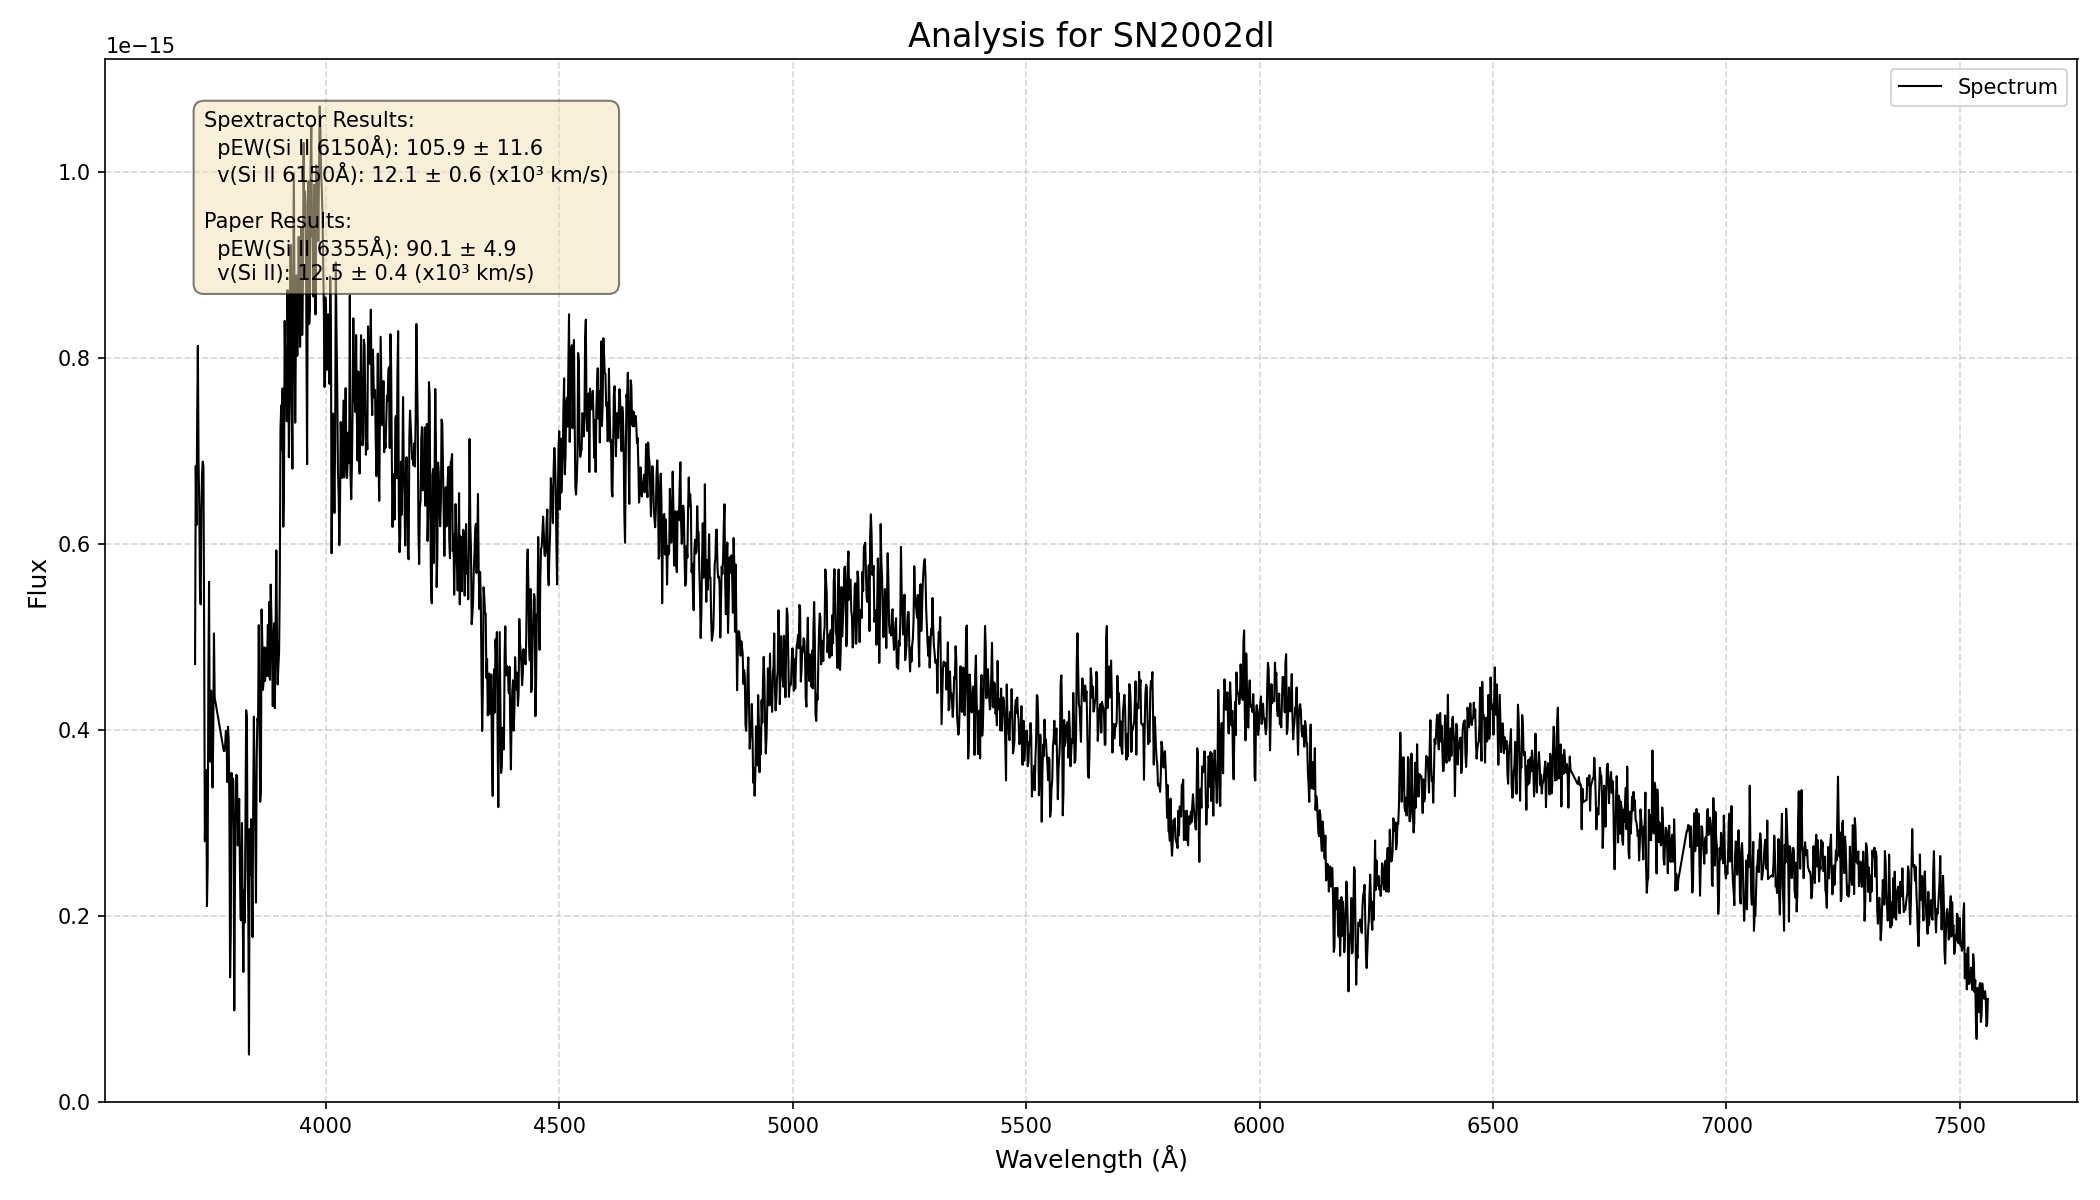 Analysis for SN2002dl
1e−15
Spectrum
Spextractor Results:
pEW(Si II 6150Å): 105.9 ± 11.6
v(Si II 6150Å): 12.1 ± 0.6 (x10³ km/s)
Paper Results:
pEW(Si II 6355Å): 90.1 ± 4.9
v(Si II): 12.5 ± 0.4 (x10³ km/s)
1.0
0.8
0.6
0.4
0.2
0.0
Flux
4000 4500 5000 5500 6000 6500 7000 7500
Wavelength (Å)